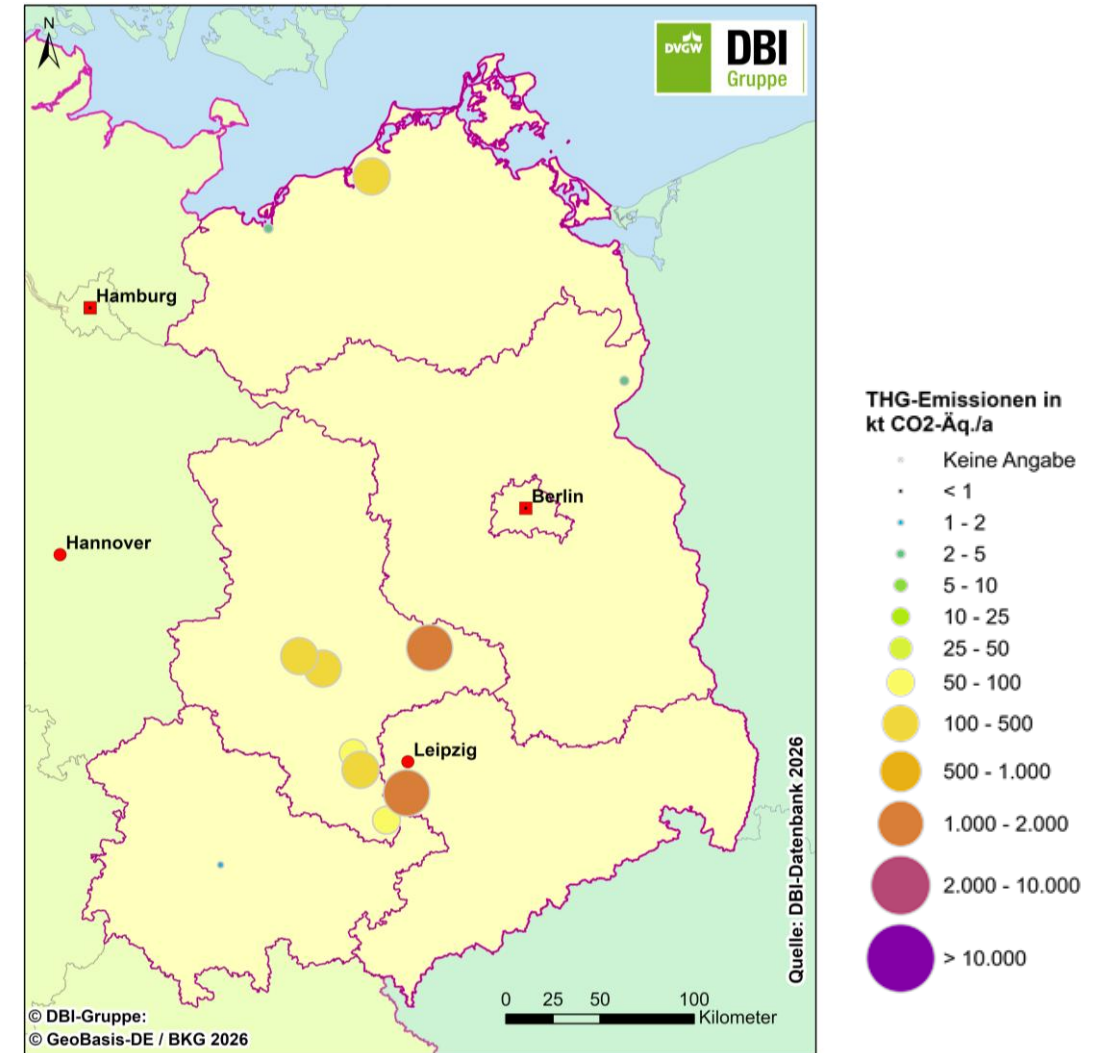 N
DVGW
DBI
Gruppe
Hamburg
Berlin
Hannover
Leipzig
THG-Emissionen in
kt CO2-Äq./a
Keine Angabe
< 1
1 - 2
2 - 5
5 - 10
10 - 25
25 - 50
50 - 100
100 - 500
500 - 1.000
1.000 - 2.000
2.000 - 10.000
> 10.000
Quelle: DBI-Datenbank 2026
0 25 50 100
Kilometer
© DBI-Gruppe:
© GeoBasis-DE / BKG 2026